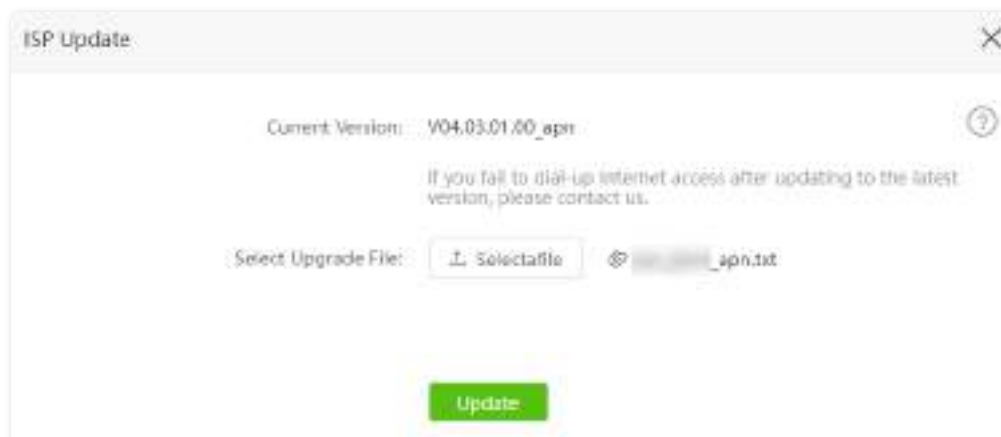 ISP Update
Current Version: V04.03.01.00_apn
If you fail to dial-up internet access after updating to the latest
version, please contact us.
Select Upgrade File: Selectafile _apn.txt
Update